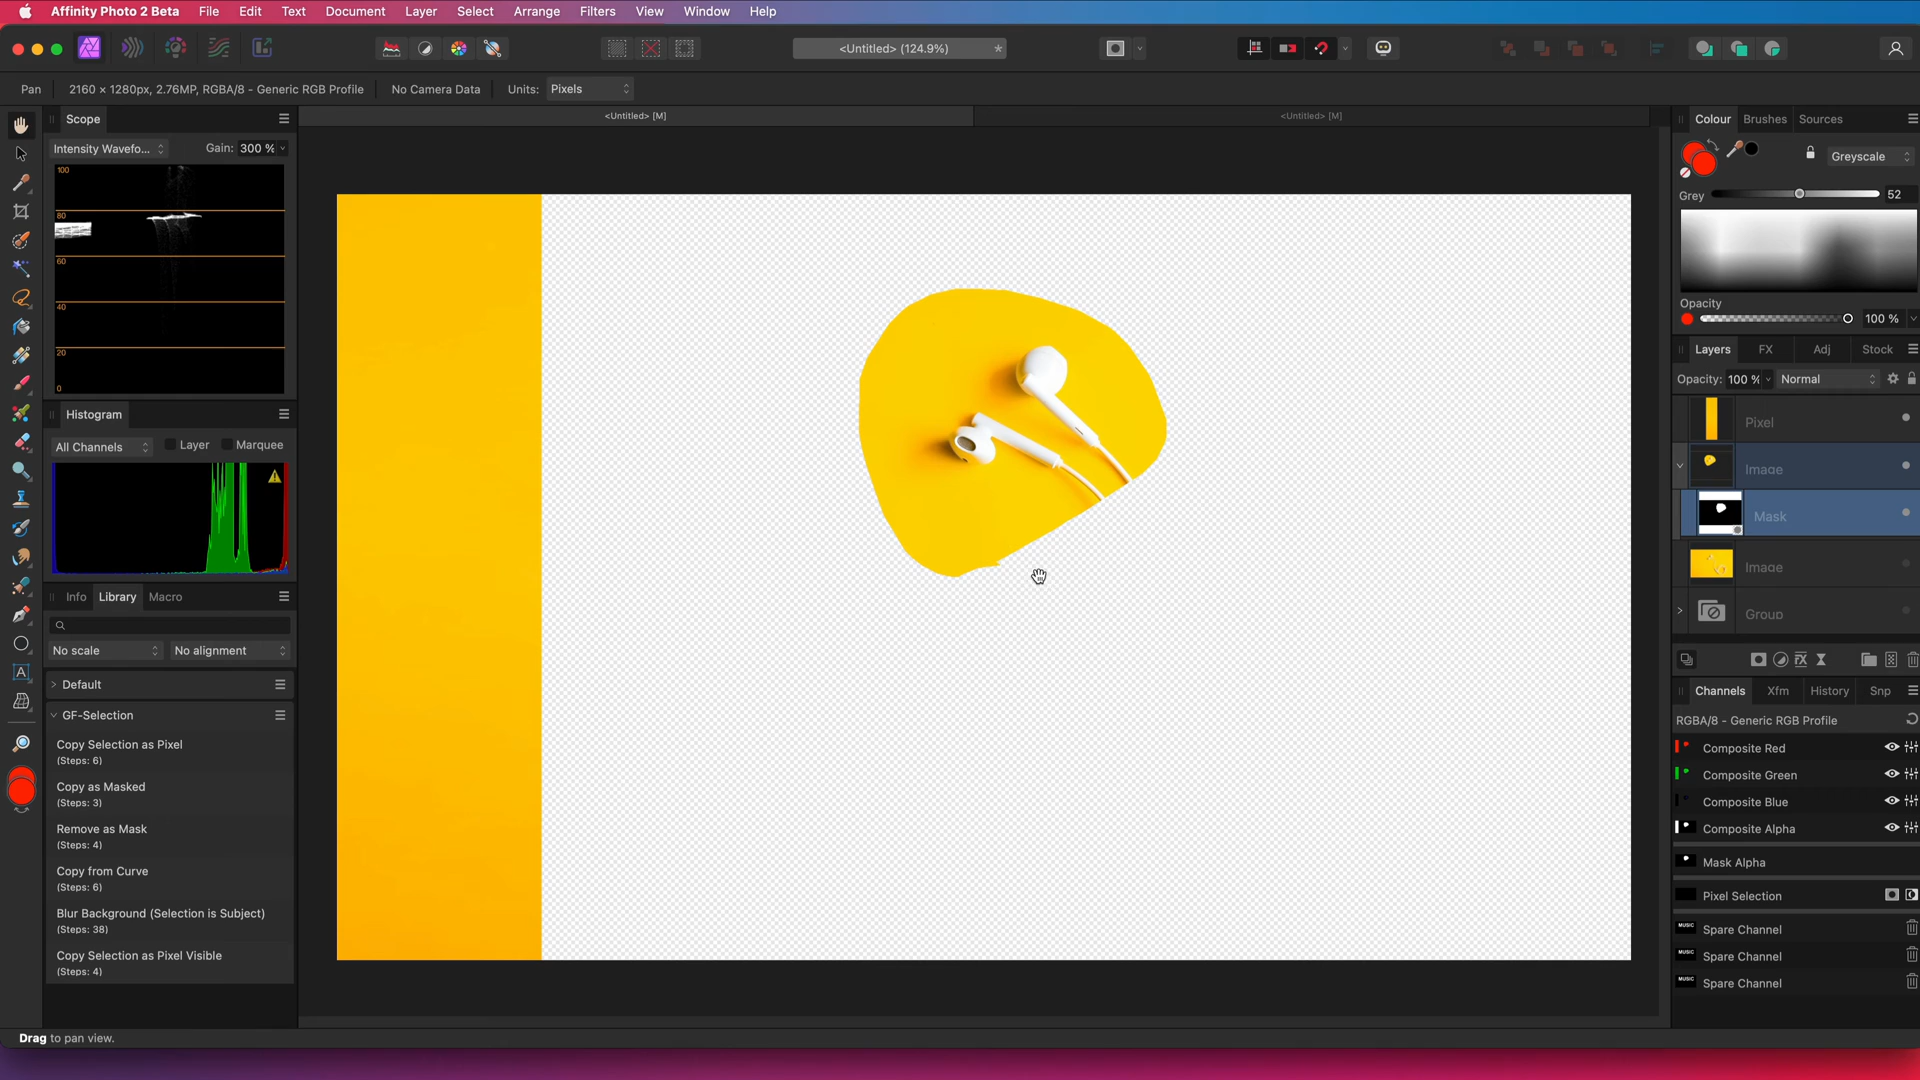 Affinity Photo 2 Beta File Edit Text Document Layer Select Arrange Filters View Window Help
<Untitled> (124.9%) *
Pan 2160 × 1280px, 2.76MP, RGBA/8 - Generic RGB Profile No Camera Data Units: Pixels
<Untitled> [M] <Untitled> [M]
Scope
Intensity Wavefo... Gain: 300 %
100
80
60
40
20
0
Histogram
All Channels Layer Marquee
Info Library Macro
No scale No alignment
Default
GF-Selection
Copy Selection as Pixel
(Steps: 6)
Copy as Masked
(Steps: 3)
Remove as Mask
(Steps: 4)
Copy from Curve
(Steps: 6)
Blur Background (Selection is Subject)
(Steps: 38)
Copy Selection as Pixel Visible
(Steps: 4)
Colour Brushes Sources
Greyscale
Grey 52
Opacity
100 %
Layers FX Adj Stock
Opacity: 100 % Normal
Pixel
Image
Mask
Image
Group
Channels Xfm History Snp
RGBA/8 - Generic RGB Profile
Composite Red
Composite Green
Composite Blue
Composite Alpha
Mask Alpha
Pixel Selection
MUSIC Spare Channel
MUSIC Spare Channel
MUSIC Spare Channel
Drag to pan view.